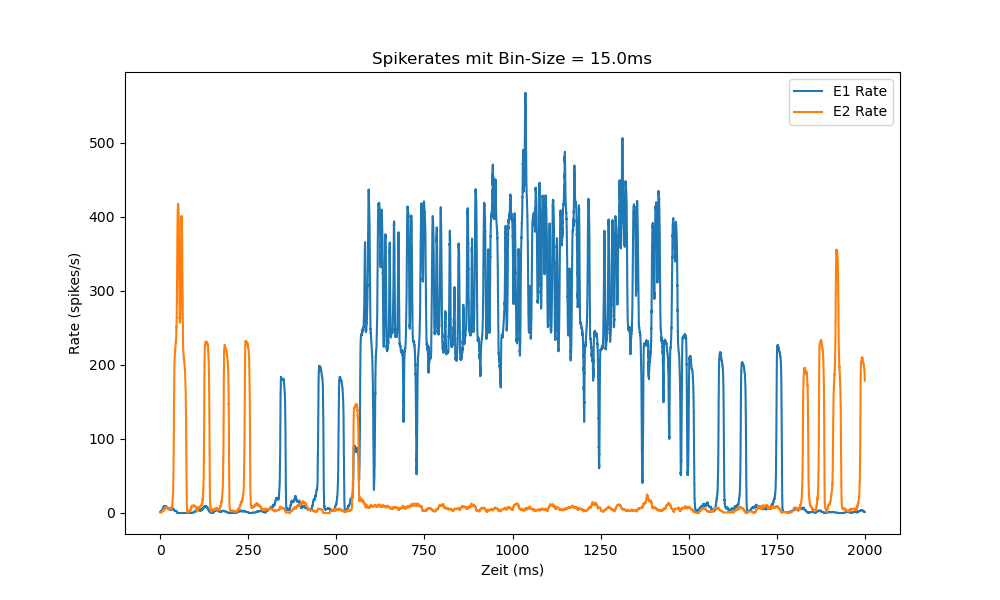 Spikerates mit Bin-Size = 15.0ms
E1 Rate
E2 Rate
Rate (spikes/s)
500
400
300
200
100
0
0 250 500 750 1000 1250 1500 1750 2000
Zeit (ms)